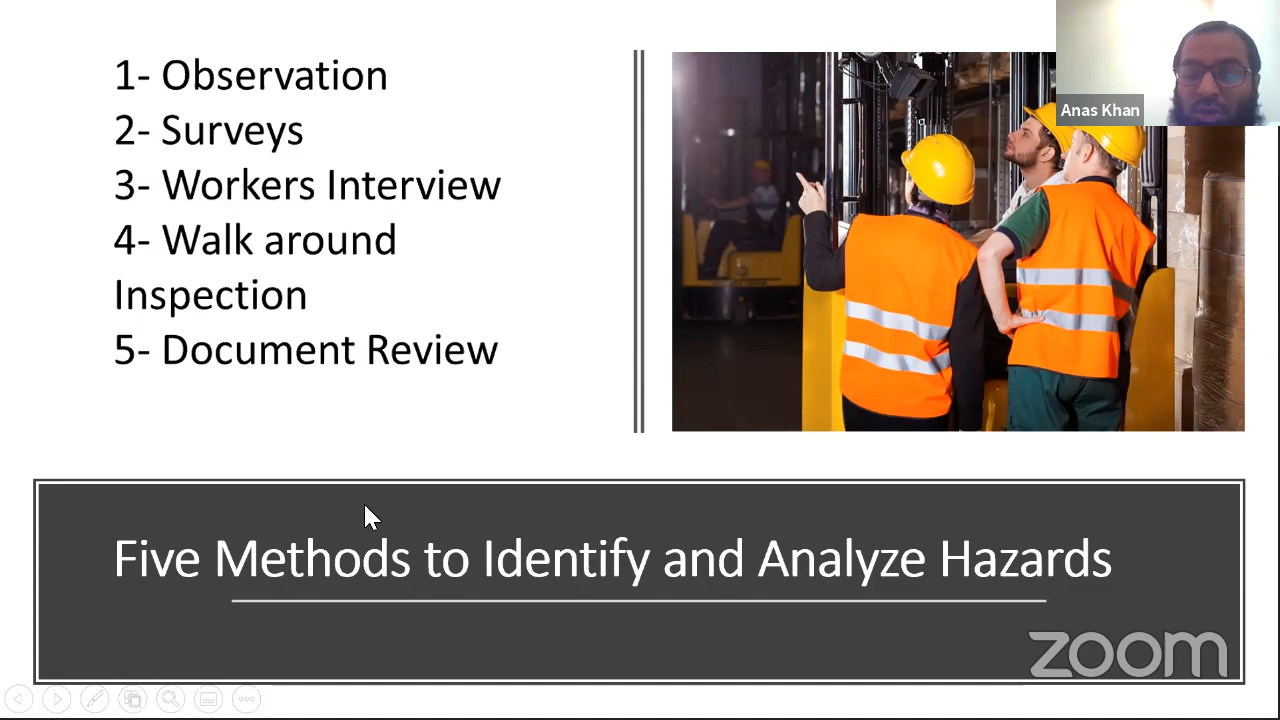 1- Observation
2- Surveys
3- Workers Interview
4- Walk around
Inspection
5- Document Review
Anas Khan
Five Methods to Identify and Analyze Hazards
zoom